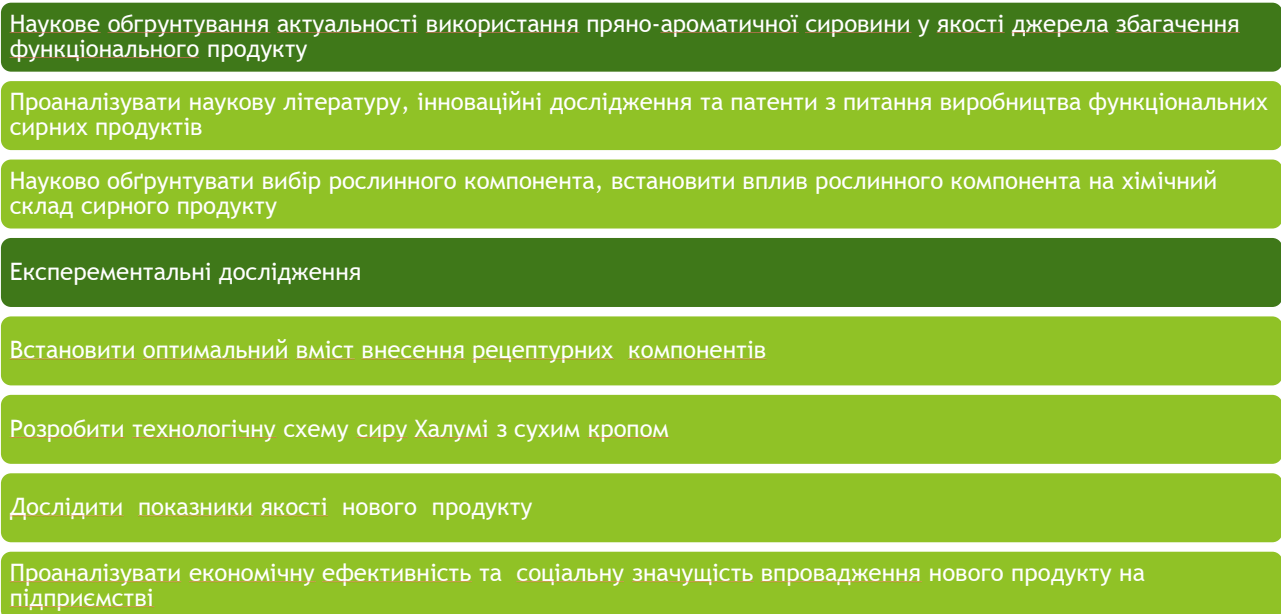 Наукове обгрунтування актуальності використання пряно-ароматичної сировини у якості джерела збагачення
функціонального продукту
Проаналізувати наукову літературу, інноваційні дослідження та патенти з питання виробництва функціональних
сирних продуктів
Науково обґрунтувати вибір рослинного компонента, встановити вплив рослинного компонента на хімічний
склад сирного продукту
Експерементальні дослідження
Встановити оптимальний вміст внесення рецептурних  компонентів
Розробити технологічну схему сиру Халумі з сухим кропом
Дослідити  показники якості  нового  продукту
Проаналізувати економічну ефективність та  соціальну значущість впровадження нового продукту на
підприємстві